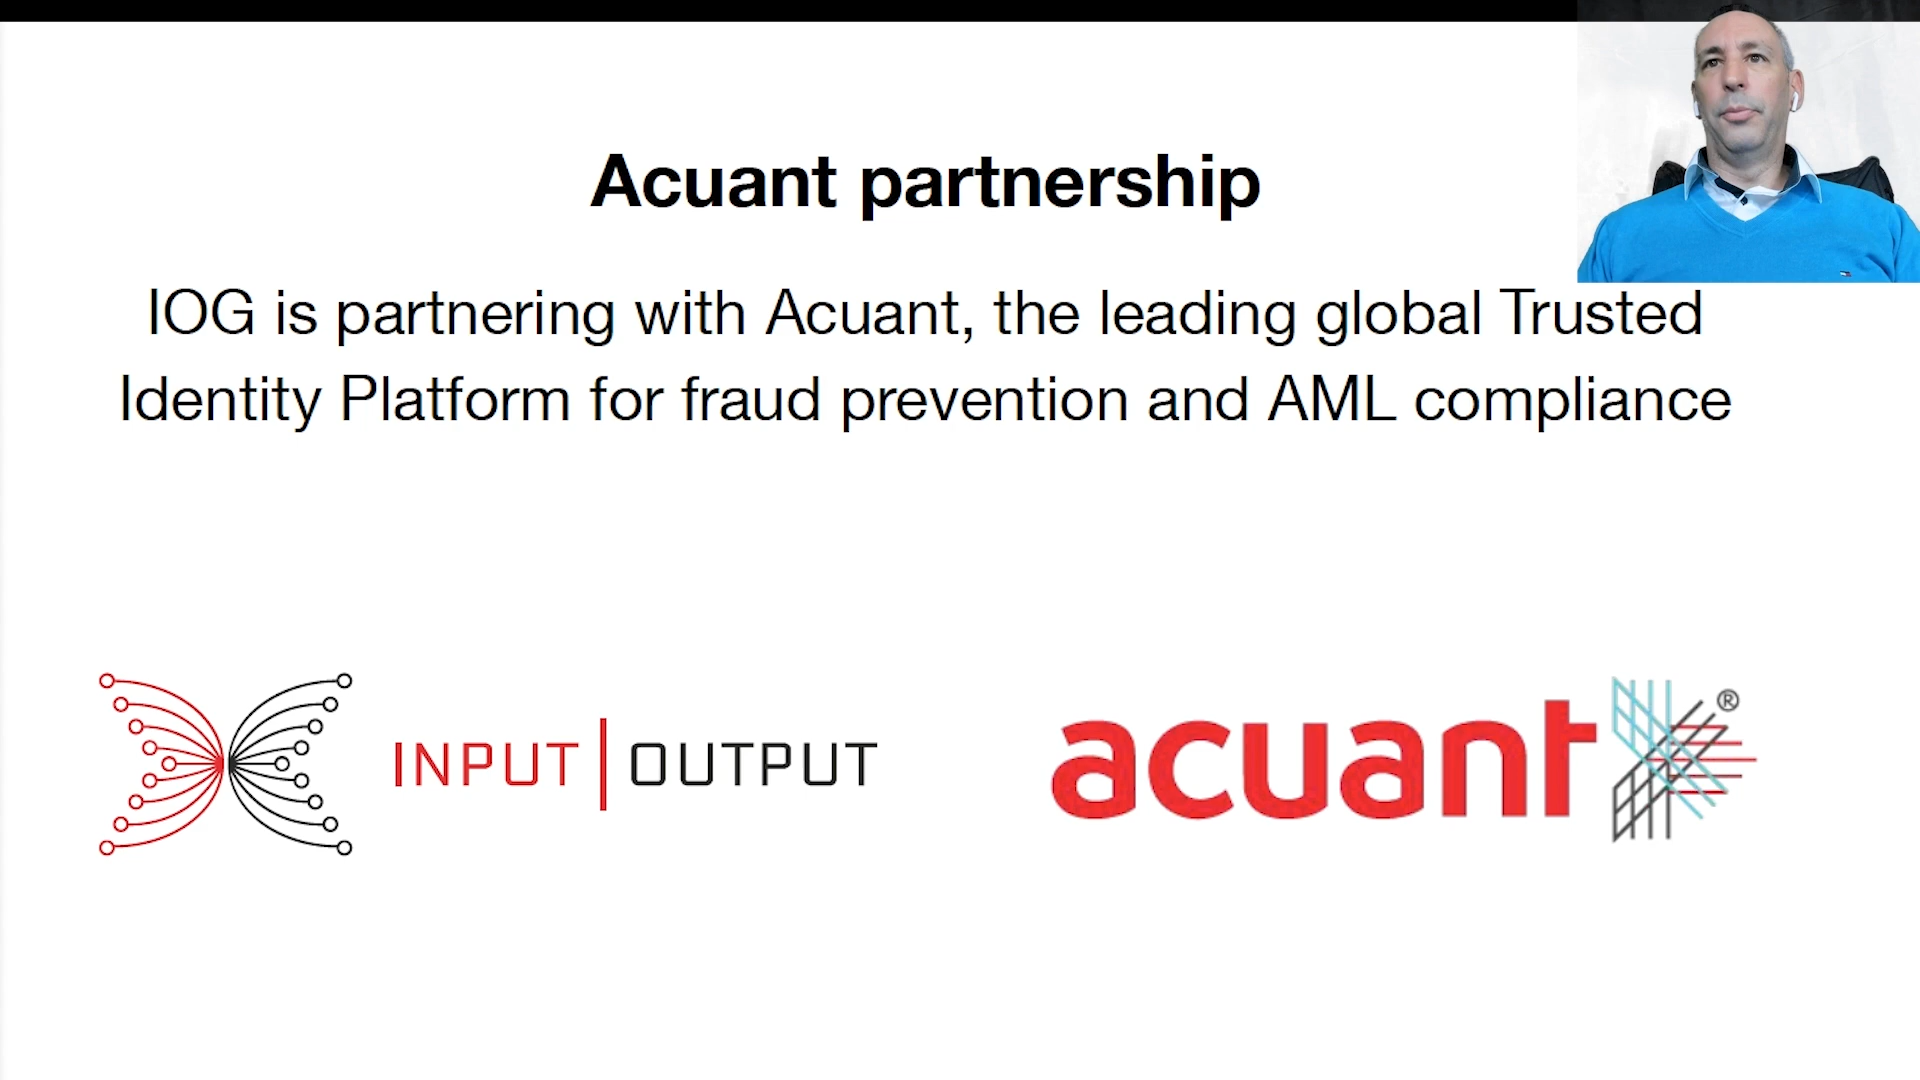 Acuant partnership
IOG is partnering with Acuant, the leading global Trusted
Identity Platform for fraud prevention and AML compliance
INPUT | OUTPUT
acuant®